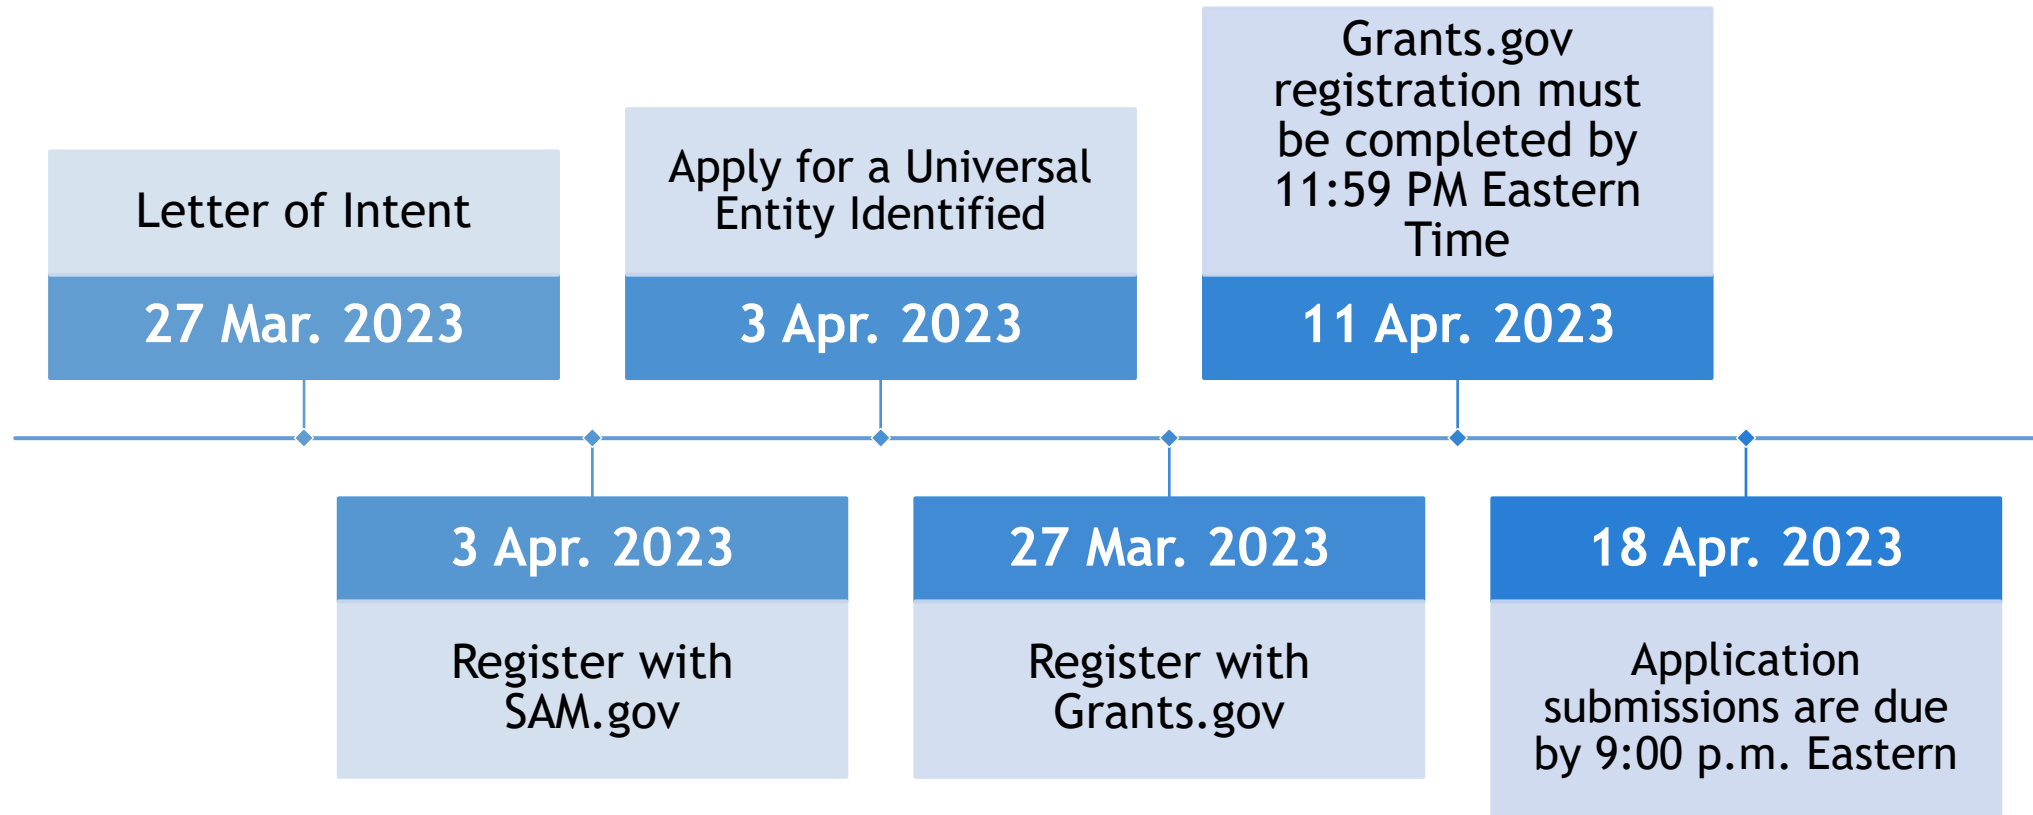 Letter of Intent
27 Mar. 2023
3 Apr. 2023
Register with
SAM.gov
Apply for a Universal
Entity Identified
3 Apr. 2023
27 Mar. 2023
Register with
Grants.gov
Grants.gov
registration must
be completed by
11:59 PM Eastern
Time
11 Apr. 2023
18 Apr. 2023
Application
submissions are due
by 9:00 p.m. Eastern